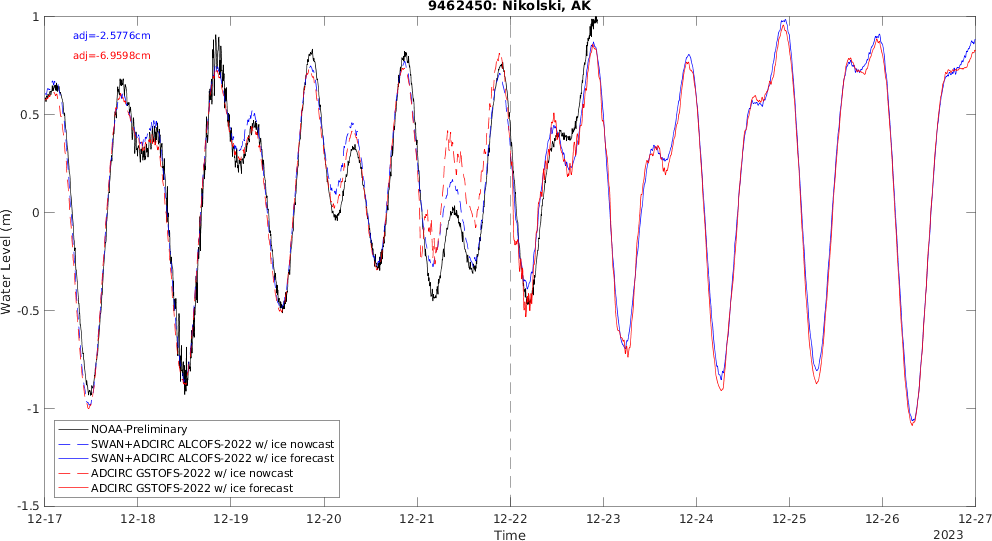 9462450: Nikolski, AK
adj=-2.5776cm
adj=-6.9598cm
1
0.5
0
-0.5
-1
-1.5
Water Level (m)
NOAA-Preliminary
SWAN+ADCIRC ALCOFS-2022 w/ ice nowcast
SWAN+ADCIRC ALCOFS-2022 w/ ice forecast
ADCIRC GSTOFS-2022 w/ ice nowcast
ADCIRC GSTOFS-2022 w/ ice forecast
12-17 12-18 12-19 12-20 12-21 12-22 12-23 12-24 12-25 12-26 12-27
Time
2023